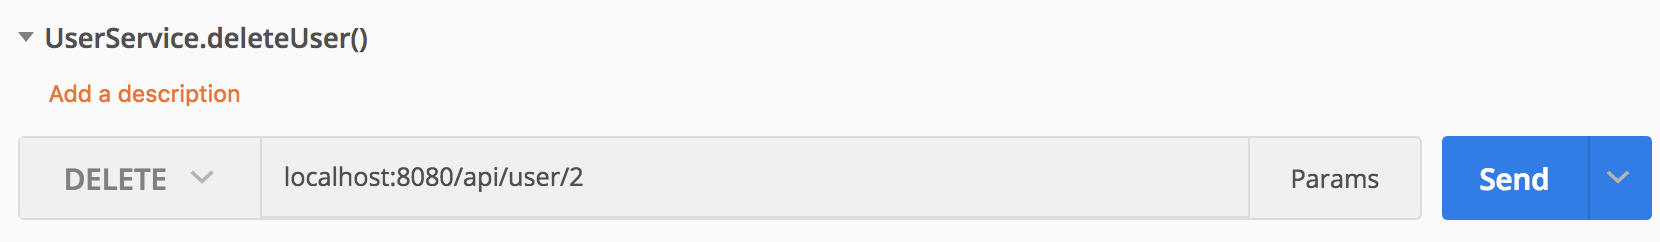 UserService.deleteUser()
Add a description
DELETE localhost:8080/api/user/2 Params Send